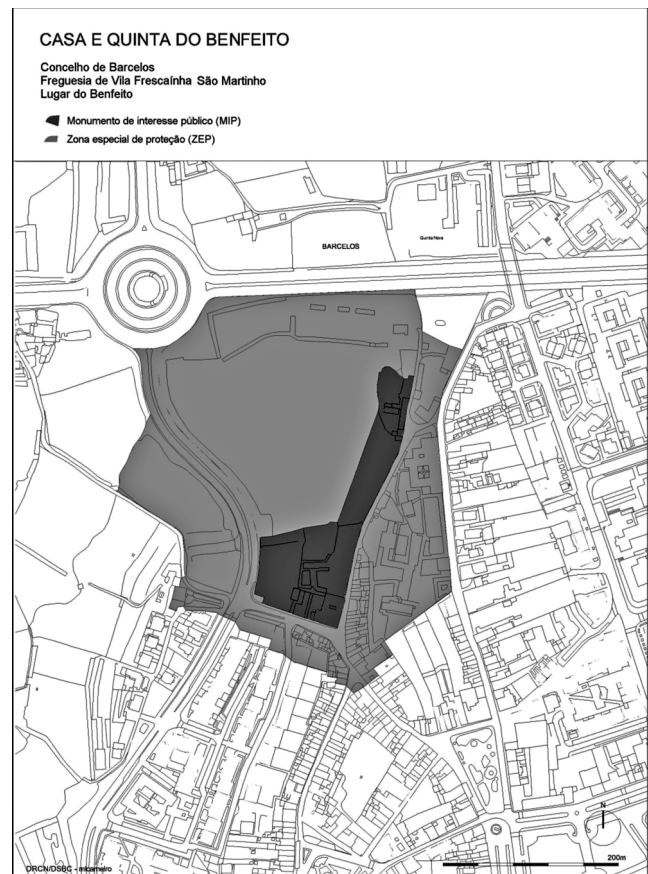 CASA E QUINTA DO BENFEITO
Concelho de Barcelos
Freguesia de Vila Frescaínha São Martinho
Lugar do Benfeito
Monumento de interesse público (MIP)
Zona especial de proteção (ZEP)
BARCELOS
Quinta Nova
N
200m
DRCN/DSBC - micameiro